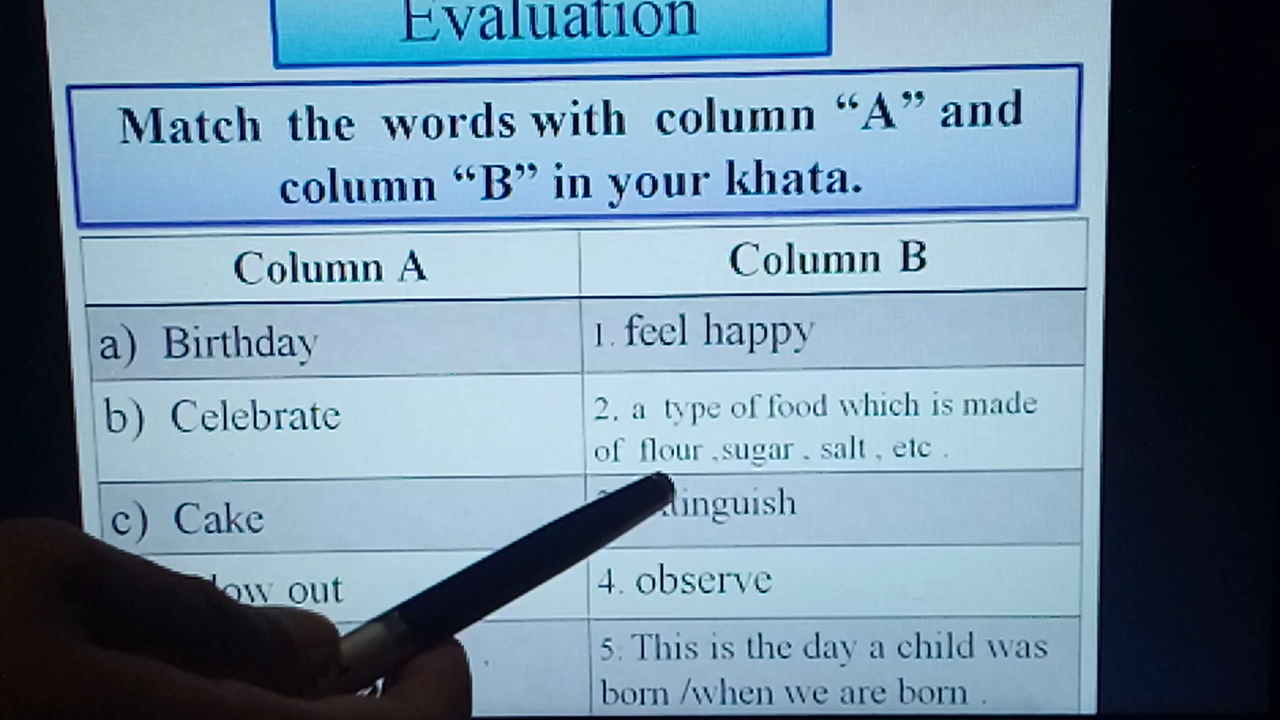 Evaluation
Match the words with column “A” and
column “B” in your khata.
Column A
Column B
a) Birthday
1. feel happy
b) Celebrate
2. a type of food which is made
of flour ,sugar , salt , etc .
c) Cake
out
4. observe
5. This is the day a child was
born /when we are born .